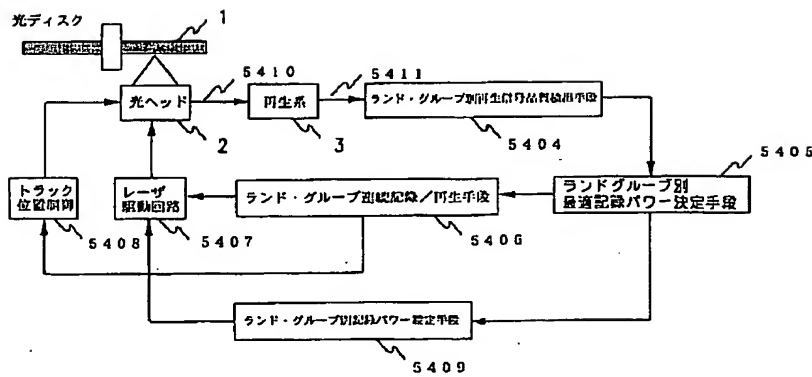 光ディスク
1
5410
5411
光ヘッド
再生系
ランド・グループ別再生信号品質検出手段
2
3
5404
5405
トラック
位置制御
レーザ
駆動回路
ランド・グループ連続記録/再生手段
ランドグループ別
最適記録パワー決定手段
5408
5407
5406
ランド・グループ別記録パワー設定手段
5409